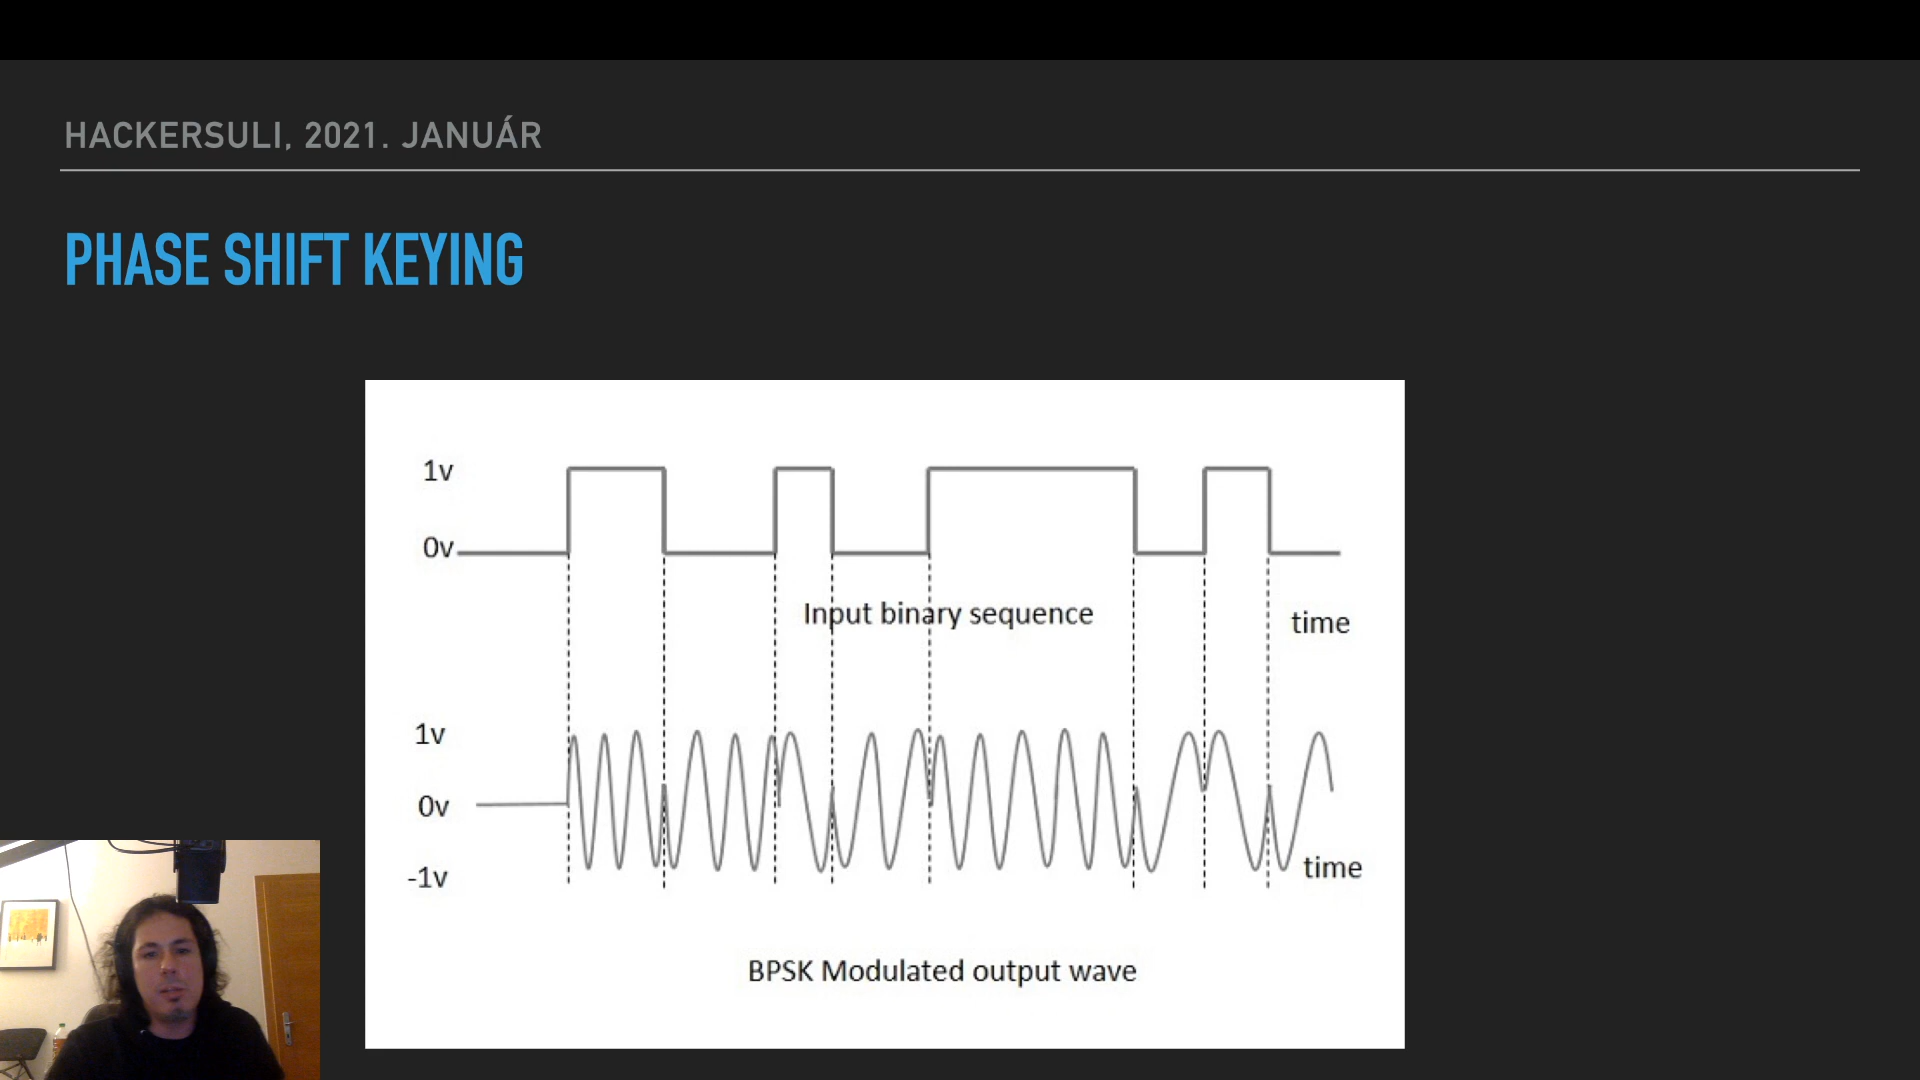 HACKERSULI, 2021. JANUÁR
PHASE SHIFT KEYING
1v
0v
Input binary sequence
time
1v
0v
-1v
time
BPSK Modulated output wave